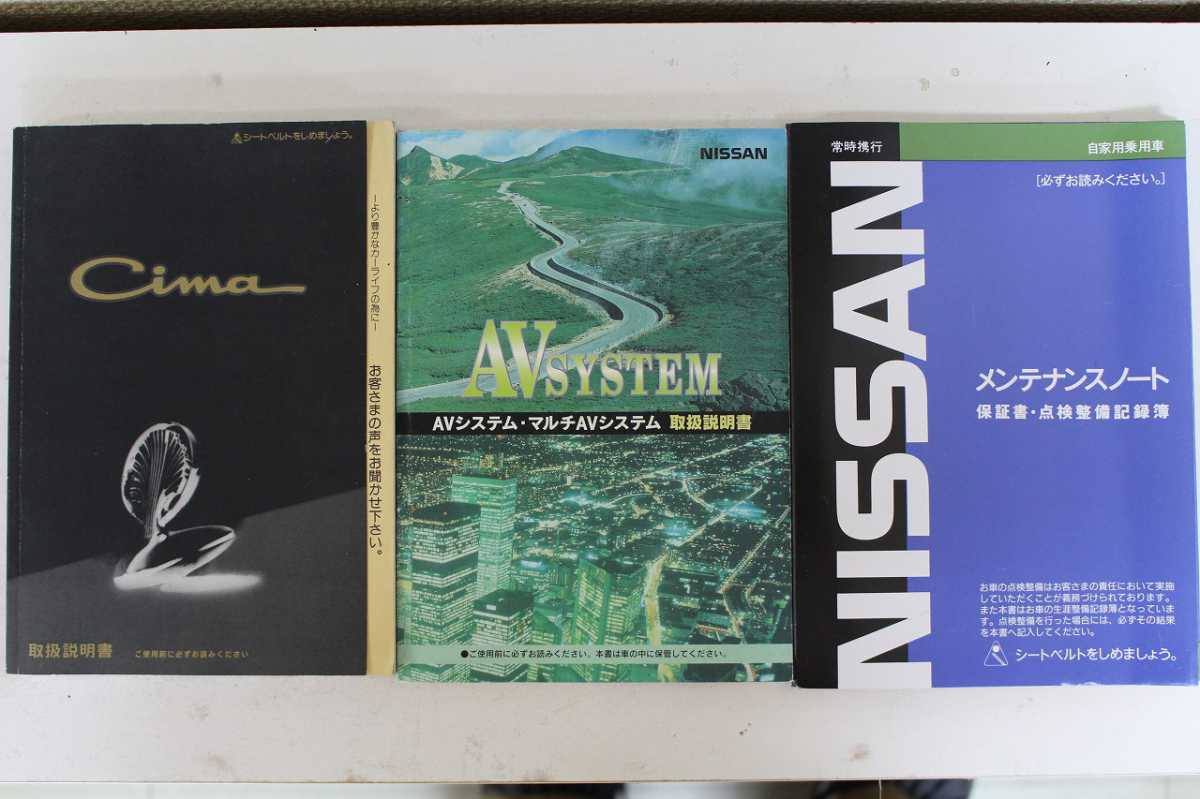 シートベルトをしめましょう。
Cima
取扱説明書 ご使用前に必ずお読みください
―より豊かなカーライフの為に―
お客さまの声をお聞かせ下さい。
NISSAN
AV SYSTEM
AVシステム・マルチAVシステム 取扱説明書
●ご使用前に必ずお読みください。本書は車の中に保管してください。
常時携行
自家用乗用車
[必ずお読みください。]
NISSAN
メンテナンスノート
保証書・点検整備記録簿
お車の点検整備はお客さまの責任において実施
していただくことが義務づけられております。
また本書はお車の生涯整備記録簿となっていま
す。点検整備を行った場合には、必ずその結果
を本書へ記入してください。
シートベルトをしめましょう。